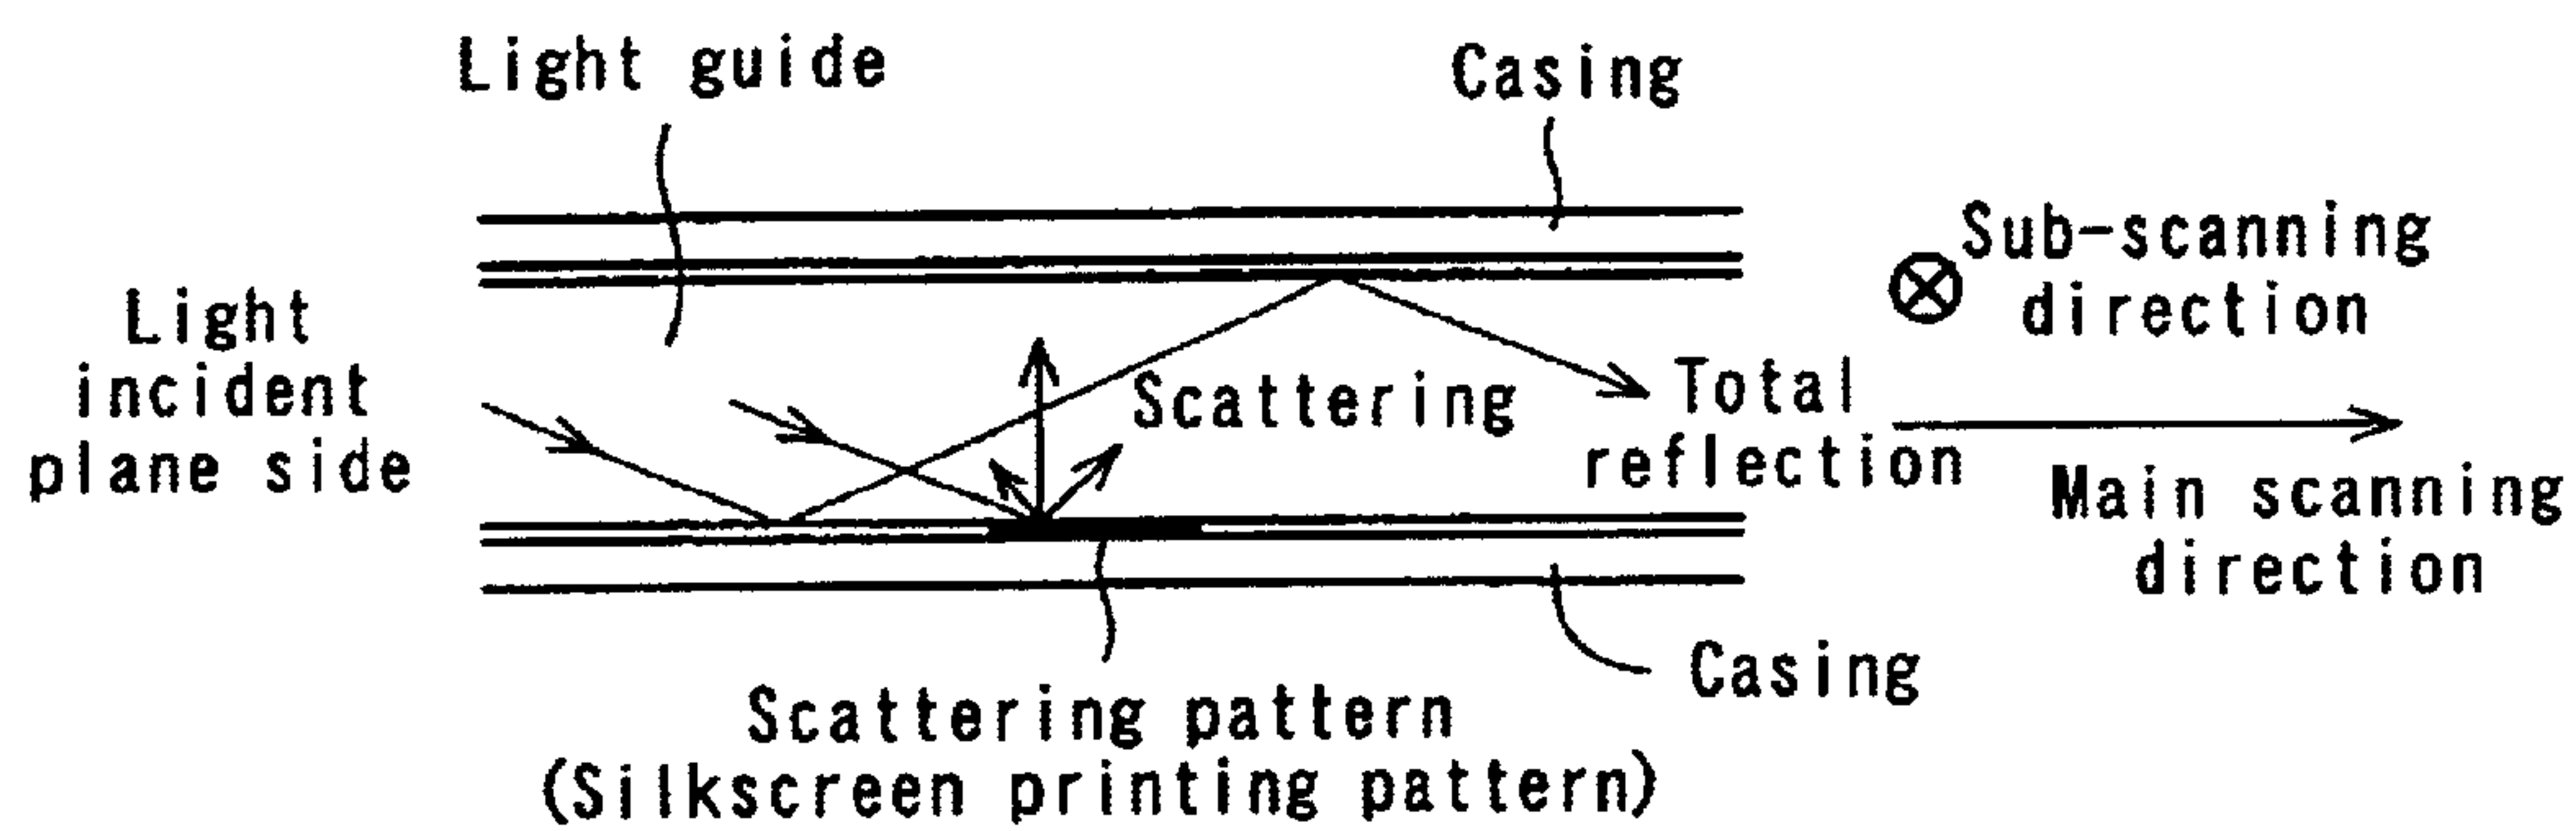 Light guide
Casing
Sub-scanning
direction
Light
incident
plane side
Scattering
Total
reflection
Main scanning
direction
Casing
Scattering pattern
(Silkscreen printing pattern)